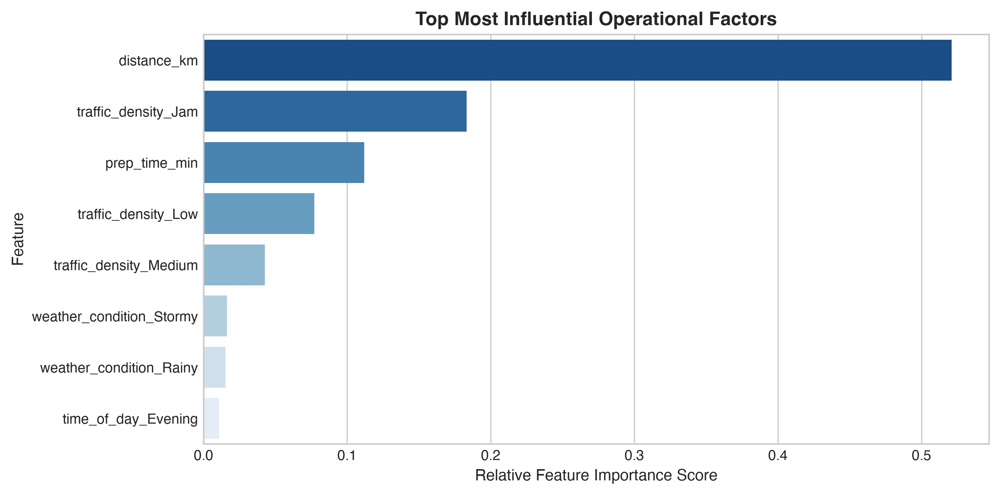 Top Most Influential Operational Factors
distance_km
traffic_density_Jam
prep_time_min
traffic_density_Low
traffic_density_Medium
weather_condition_Stormy
weather_condition_Rainy
time_of_day_Evening
Feature
0.0 0.1 0.2 0.3 0.4 0.5
Relative Feature Importance Score